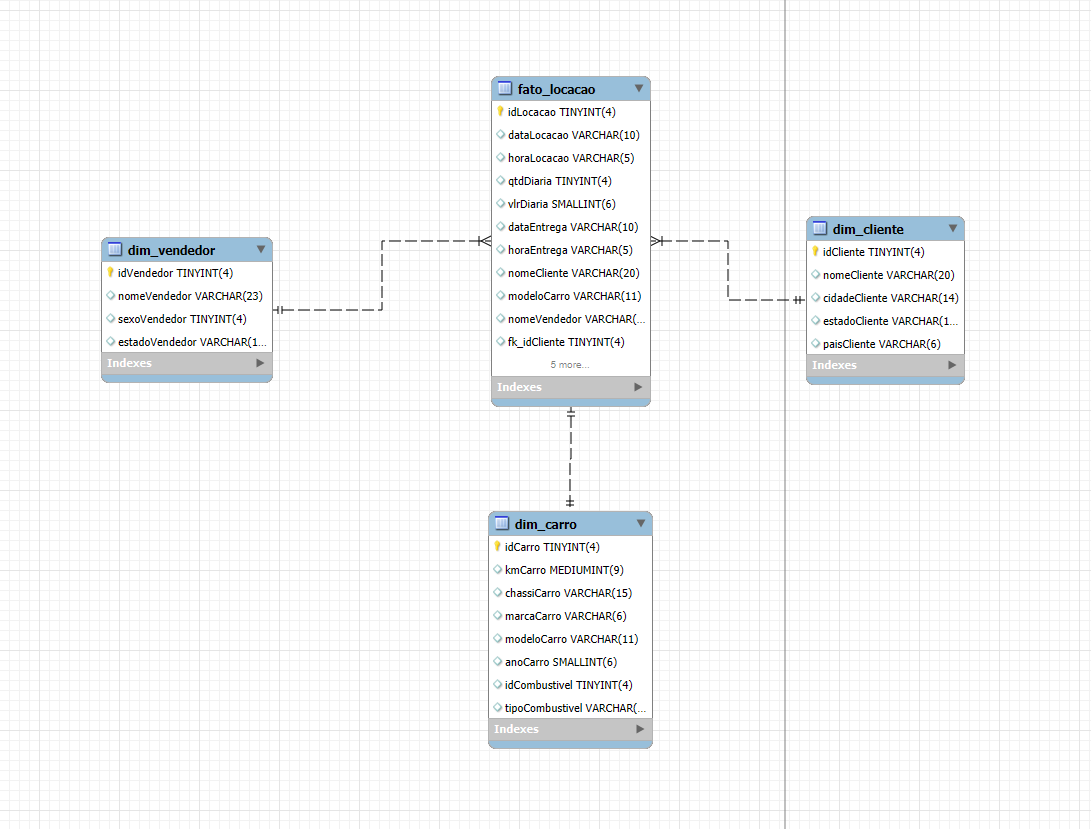 fato_locacao
idLocacao TINYINT(4)
dataLocacao VARCHAR(10)
horaLocacao VARCHAR(5)
qtdDiaria TINYINT(4)
vlrDiaria SMALLINT(6)
dataEntrega VARCHAR(10)
horaEntrega VARCHAR(5)
nomeCliente VARCHAR(20)
modeloCarro VARCHAR(11)
nomeVendedor VARCHAR(...
fk_idCliente TINYINT(4)
5 more...
Indexes
dim_vendedor
idVendedor TINYINT(4)
nomeVendedor VARCHAR(23)
sexoVendedor TINYINT(4)
estadoVendedor VARCHAR(1...
Indexes
dim_cliente
idCliente TINYINT(4)
nomeCliente VARCHAR(20)
cidadeCliente VARCHAR(14)
estadoCliente VARCHAR(1...
paisCliente VARCHAR(6)
Indexes
dim_carro
idCarro TINYINT(4)
kmCarro MEDIUMINT(9)
chassiCarro VARCHAR(15)
marcaCarro VARCHAR(6)
modeloCarro VARCHAR(11)
anoCarro SMALLINT(6)
idCombustivel TINYINT(4)
tipoCombustivel VARCHAR(...
Indexes